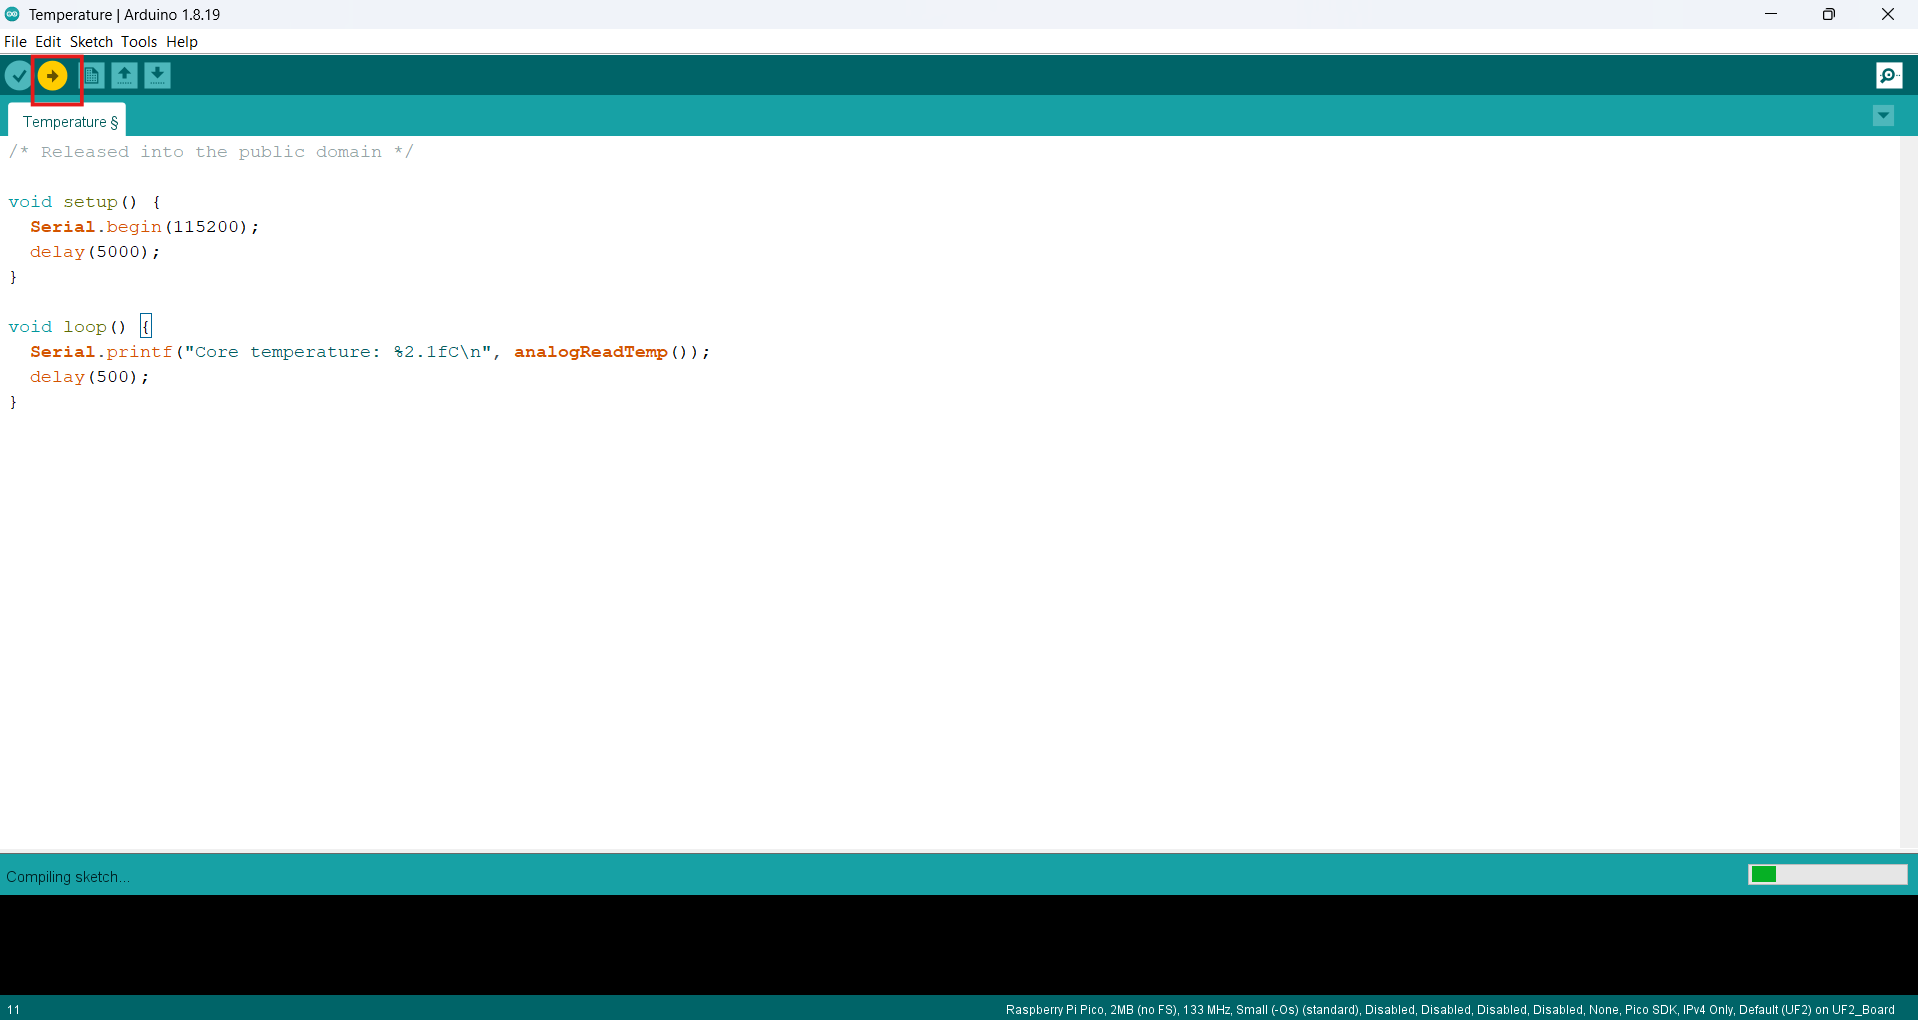 Temperature | Arduino 1.8.19
File Edit Sketch Tools Help
Temperature §
/* Released into the public domain */
void setup() {
  Serial.begin(115200);
  delay(5000);
}
void loop() {
  Serial.printf("Core temperature: %2.1fC\n", analogReadTemp());
  delay(500);
}
Compiling sketch...
11
Raspberry Pi Pico, 2MB (no FS), 133 MHz, Small (-Os) (standard), Disabled, Disabled, Disabled, Disabled, None, Pico SDK, IPv4 Only, Default (UF2) on UF2_Board